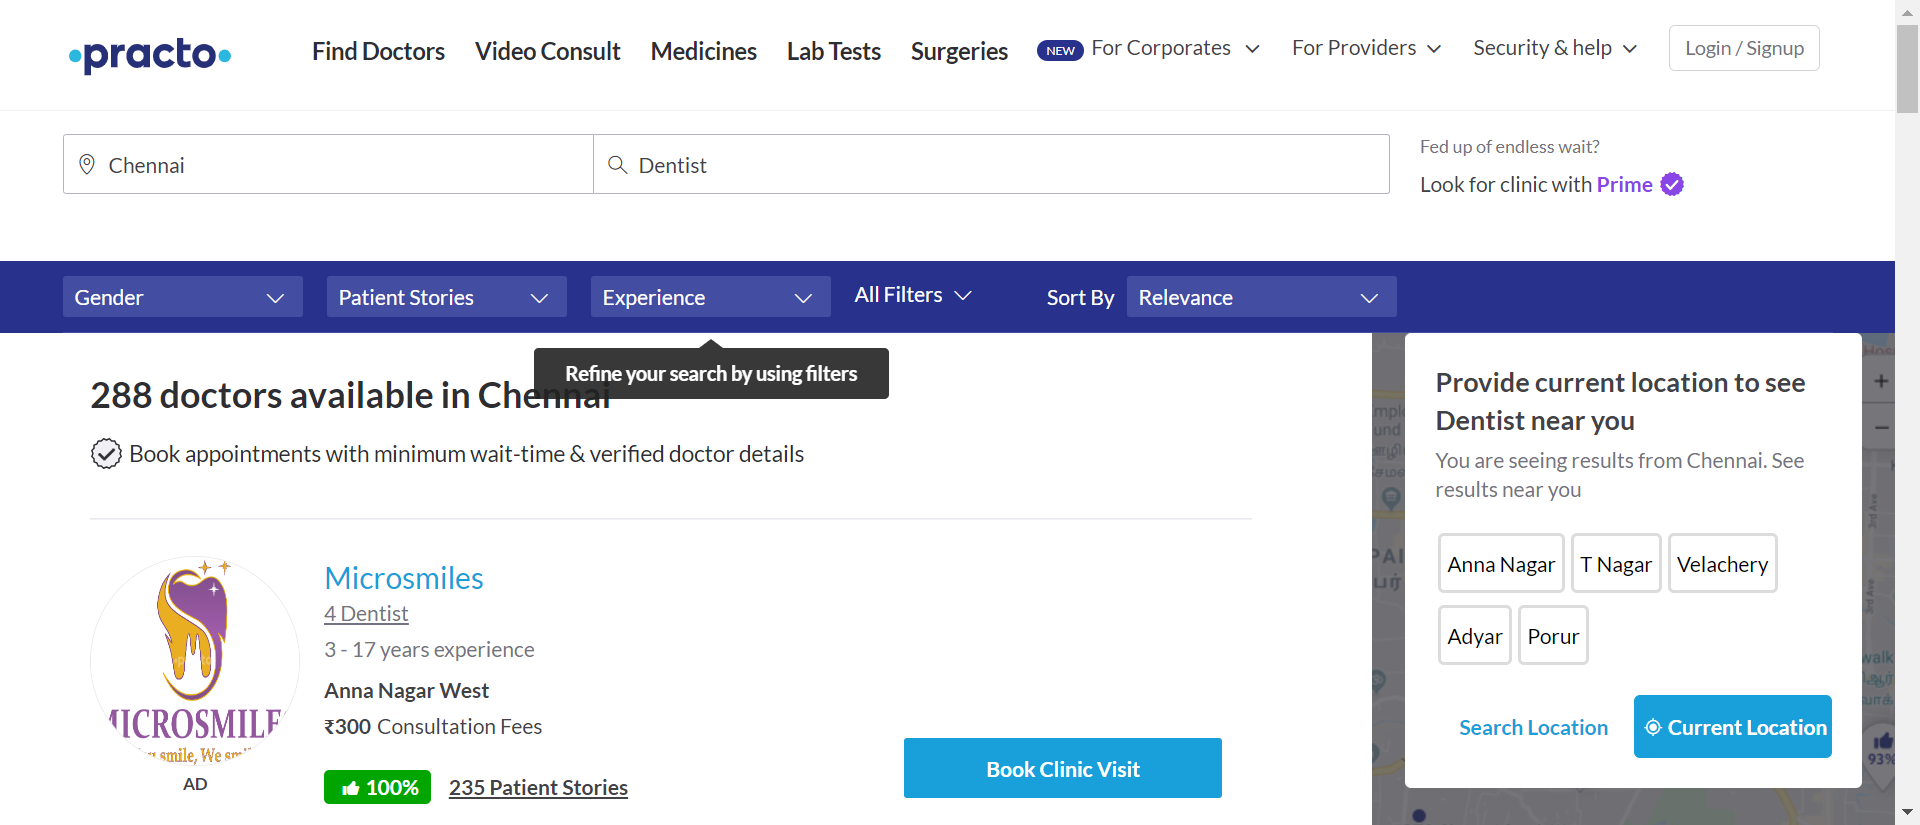 practo
Find Doctors
Video Consult
Medicines
Lab Tests
Surgeries
NEW
For Corporates
For Providers
Security & help
Login / Signup
Chennai
Dentist
Fed up of endless wait?
Look for clinic with Prime
Gender
Patient Stories
Experience
All Filters
Sort By
Relevance
Refine your search by using filters
288 doctors available in Chennai
Book appointments with minimum wait-time & verified doctor details
Microsmiles
4 Dentist
3 - 17 years experience
Anna Nagar West
₹300 Consultation Fees
100%
235 Patient Stories
AD
Book Clinic Visit
Provide current location to see
Dentist near you
You are seeing results from Chennai. See
results near you
Anna Nagar
T Nagar
Velachery
Adyar
Porur
Search Location
Current Location
3rd Ave
3rd Ave
93%